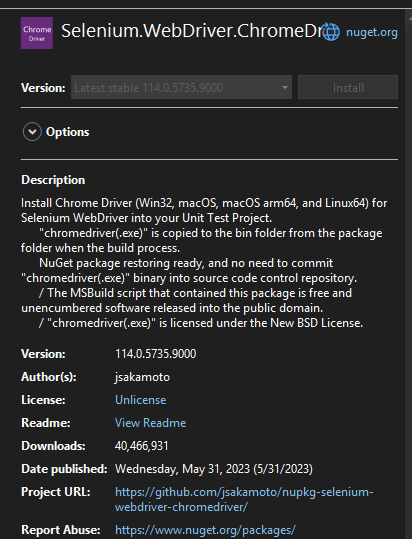 Chrome
Driver
Selenium.WebDriver.ChromeDr
nuget.org
Version:
Latest stable 114.0.5735.9000
Install
Options
Description
Install Chrome Driver (Win32, macOS, macOS arm64, and Linux64) for
Selenium WebDriver into your Unit Test Project.
"chromedriver(.exe)" is copied to the bin folder from the package
folder when the build process.
NuGet package restoring ready, and no need to commit
"chromedriver(.exe)" binary into source code control repository.
/ The MSBuild script that contained this package is free and
unencumbered software released into the public domain.
/ "chromedriver(.exe)" is licensed under the New BSD License.
Version: 114.0.5735.9000
Author(s): jsakamoto
License: Unlicense
Readme: View Readme
Downloads: 40,466,931
Date published: Wednesday, May 31, 2023 (5/31/2023)
Project URL: https://github.com/jsakamoto/nupkg-selenium-
webdriver-chromedriver/
Report Abuse: https://www.nuget.org/packages/